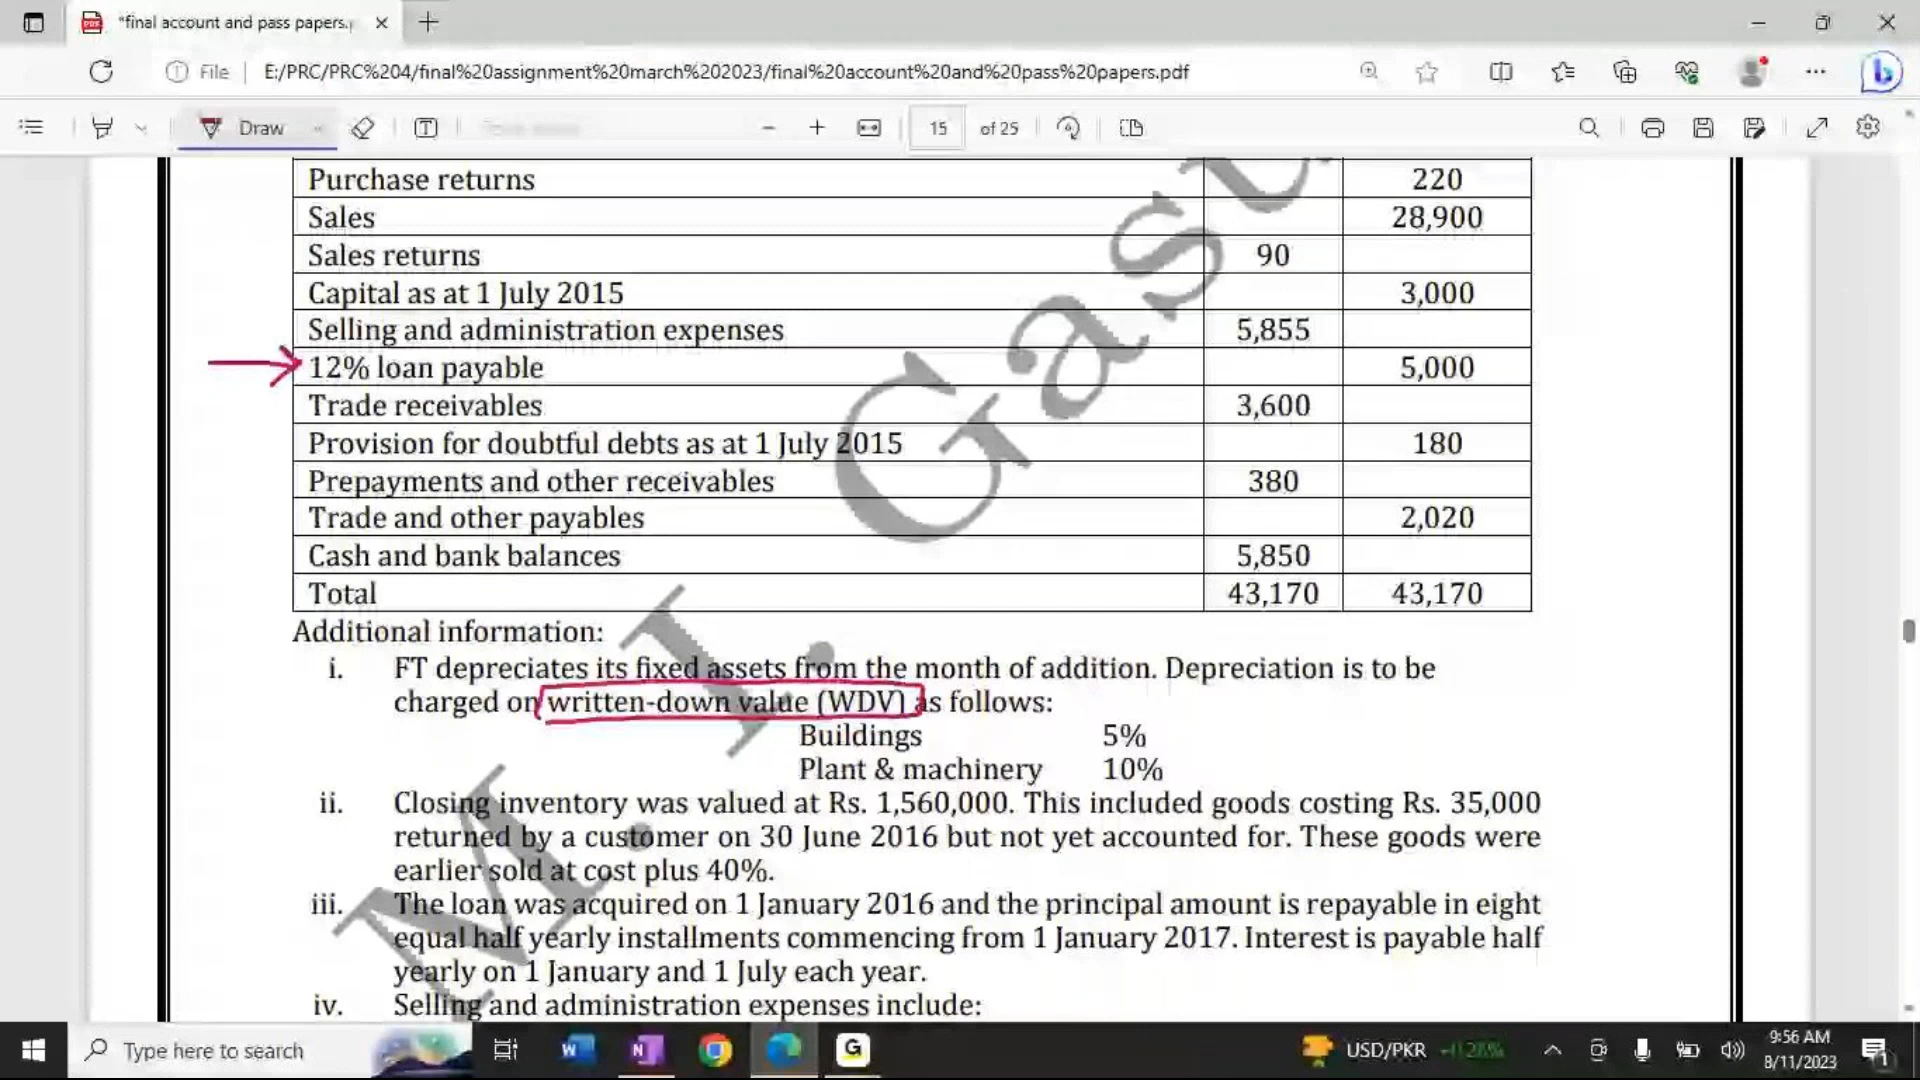 *final account and pass papers.
File
E:/PRC/PRC%204/final%20assignment%20march%202023/final%20account%20and%20pass%20papers.pdf
Draw
15 of 25
Purchase returns 220
Sales 28,900
Sales returns 90
Capital as at 1 July 2015 3,000
Selling and administration expenses 5,855
12% loan payable 5,000
Trade receivables 3,600
Provision for doubtful debts as at 1 July 2015 180
Prepayments and other receivables 380
Trade and other payables 2,020
Cash and bank balances 5,850
Total 43,170 43,170
Additional information:
i. FT depreciates its fixed assets from the month of addition. Depreciation is to be
charged on written-down value (WDV) as follows:
Buildings 5%
Plant & machinery 10%
ii. Closing inventory was valued at Rs. 1,560,000. This included goods costing Rs. 35,000
returned by a customer on 30 June 2016 but not yet accounted for. These goods were
earlier sold at cost plus 40%.
iii. The loan was acquired on 1 January 2016 and the principal amount is repayable in eight
equal half yearly installments commencing from 1 January 2017. Interest is payable half
yearly on 1 January and 1 July each year.
iv. Selling and administration expenses include:
M. I. Gast
Type here to search
USD/PKR
9:56 AM
8/11/2023